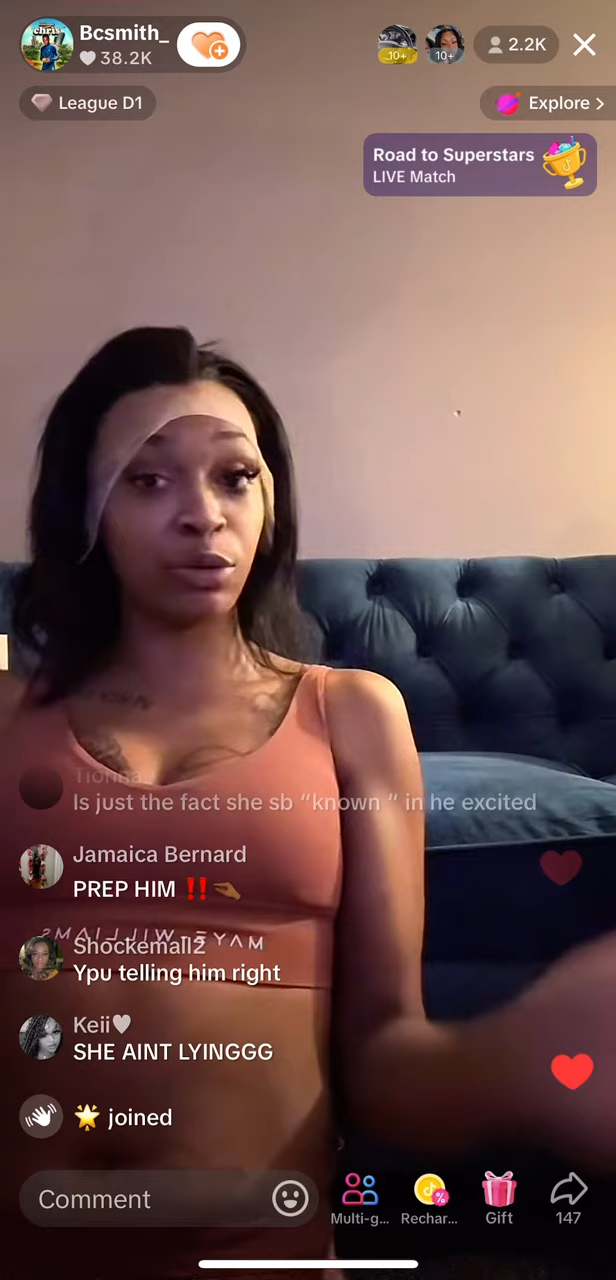 Bcsmith_
38.2K
10+
10+
2.2K
League D1
Explore >
Road to Superstars
LIVE Match
Tionna
Is just the fact she sb “known “ in he excited
Jamaica Bernard
PREP HIM ‼️🤏🏾
Shockemall2
Ypu telling him right
Keii🤍
SHE AINT LYINGGG
🌟 joined
Comment
Multi-g...
Rechar...
Gift
147